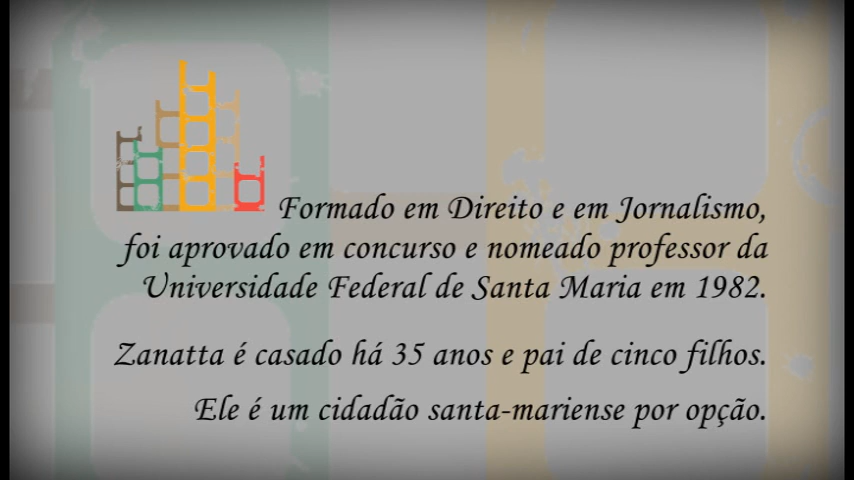 Formado em Direito e em Jornalismo,
foi aprovado em concurso e nomeado professor da
Universidade Federal de Santa Maria em 1982.
Zanatta é casado há 35 anos e pai de cinco filhos.
Ele é um cidadão santa-mariense por opção.